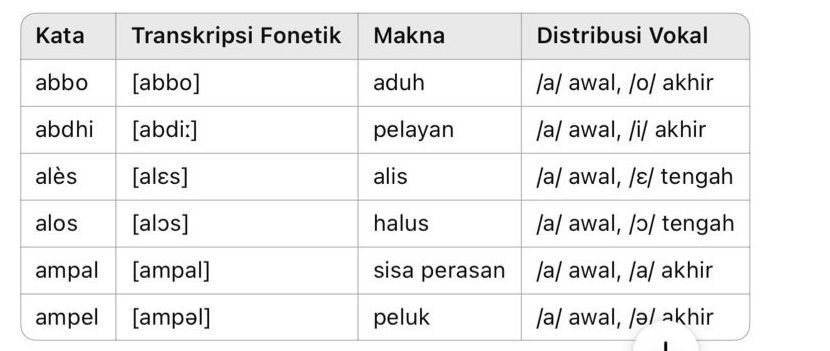 Kata Transkripsi Fonetik Makna Distribusi Vokal
abbo [abbo] aduh /a/ awal, /o/ akhir
abdhi [abdiː] pelayan /a/ awal, /i/ akhir
alès [alɛs] alis /a/ awal, /ɛ/ tengah
alos [alɔs] halus /a/ awal, /ɔ/ tengah
ampal [ampal] sisa perasan /a/ awal, /a/ akhir
ampel [ampəl] peluk /a/ awal, /ə/ akhir